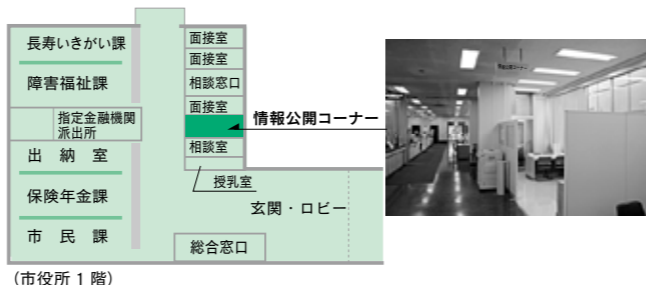 長寿いきがい課
障害福祉課
指定金融機関
派出所
出納室
保険年金課
市民課
面接室
面接室
相談窓口
面接室
情報公開コーナー
相談室
授乳室
玄関・ロビー
総合窓口
(市役所1階)